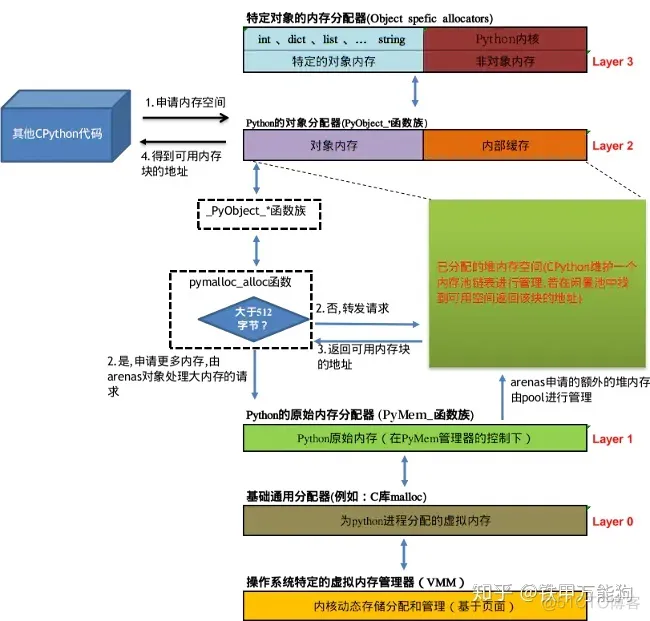 特定对象的内存分配器(Object spefic allocators)
int 、dict 、list 、… string
Python内核
特定的对象内存
非对象内存
Layer 3
1.申请内存空间
其他CPython代码
4.得到可用内存
块的地址
Python的对象分配器(PyObject_*函数族)
对象内存
内部缓存
Layer 2
_PyObject_*函数族
已分配的堆内存空间(CPython维护一个
内存池链表进行管理,若在闲置池中找
到可用空间返回该块的地址)
pymalloc_alloc函数
大于512
字节?
2.否,转发请求
3.返回可用内存块
的地址
2.是,申请更多内存,由
arenas对象处理大内存的请
求
arenas申请的额外的堆内存
由pool进行管理
Python的原始内存分配器 (PyMem_函数族)
Python原始内存(在PyMem管理器的控制下)
Layer 1
基础通用分配器(例如:C库malloc)
为python进程分配的虚拟内存
Layer 0
操作系统特定的虚拟内存管理器(VMM)
内核动态存储分配和管理(基于页面)
知乎 @铁甲万能狗
@51CTO博客